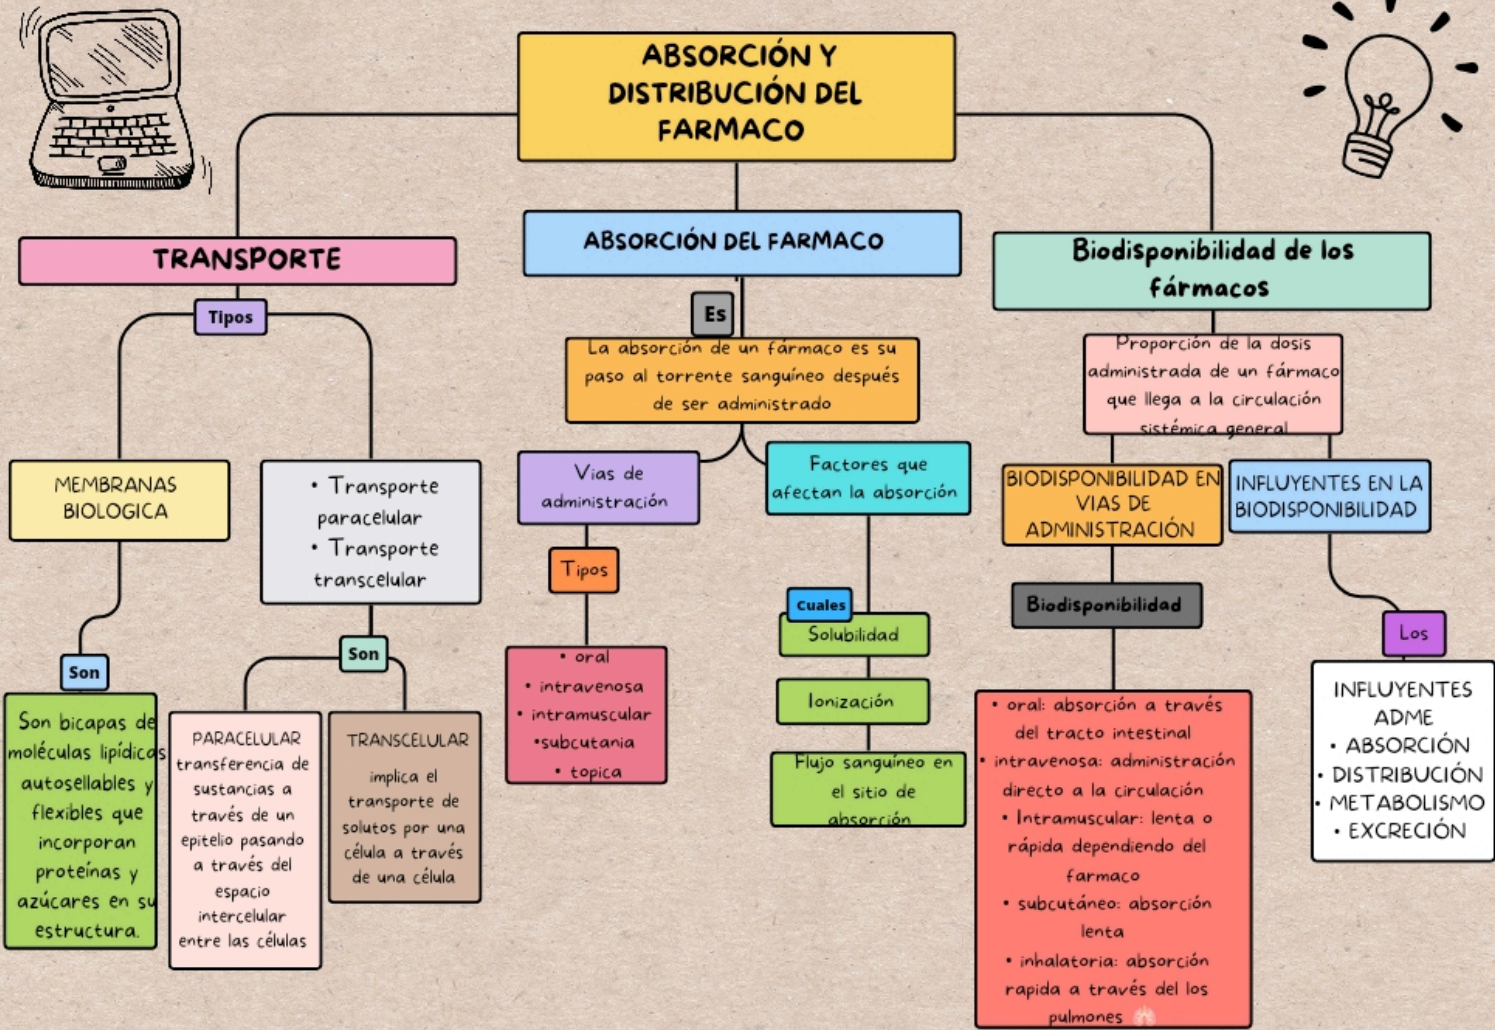 ABSORCIÓN Y
DISTRIBUCIÓN DEL
FARMACO
TRANSPORTE
Tipos
MEMBRANAS
BIOLOGICA
Son
Son bicapas de
moléculas lipídicas
autosellables y
flexibles que
incorporan
proteínas y
azúcares en su
estructura.
• Transporte
paracelular
• Transporte
transcelular
Son
PARACELULAR
transferencia de
sustancias a
través de un
epitelio pasando
a través del
espacio
intercelular
entre las células
TRANSCELULAR
implica el
transporte de
solutos por una
célula a través
de una célula
ABSORCIÓN DEL FARMACO
Es
La absorción de un fármaco es su
paso al torrente sanguíneo después
de ser administrado
Vias de
administración
Tipos
• oral
• intravenosa
• intramuscular
•subcutania
• topica
Factores que
afectan la absorción
Cuales
Solubilidad
Ionización
Flujo sanguíneo en
el sitio de
absorción
Biodisponibilidad de los
fármacos
Proporción de la dosis
administrada de un fármaco
que llega a la circulación
sistémica general
BIODISPONIBILIDAD EN
VIAS DE
ADMINISTRACIÓN
Biodisponibilidad
• oral: absorción a través
del tracto intestinal
• intravenosa: administración
directo a la circulación
• Intramuscular: lenta o
rápida dependiendo del
farmaco
• subcutáneo: absorción
lenta
• inhalatoria: absorción
rapida a través del los
pulmones 🫁
INFLUYENTES EN LA
BIODISPONIBILIDAD
Los
INFLUYENTES
ADME
• ABSORCIÓN
• DISTRIBUCIÓN
• METABOLISMO
• EXCRECIÓN